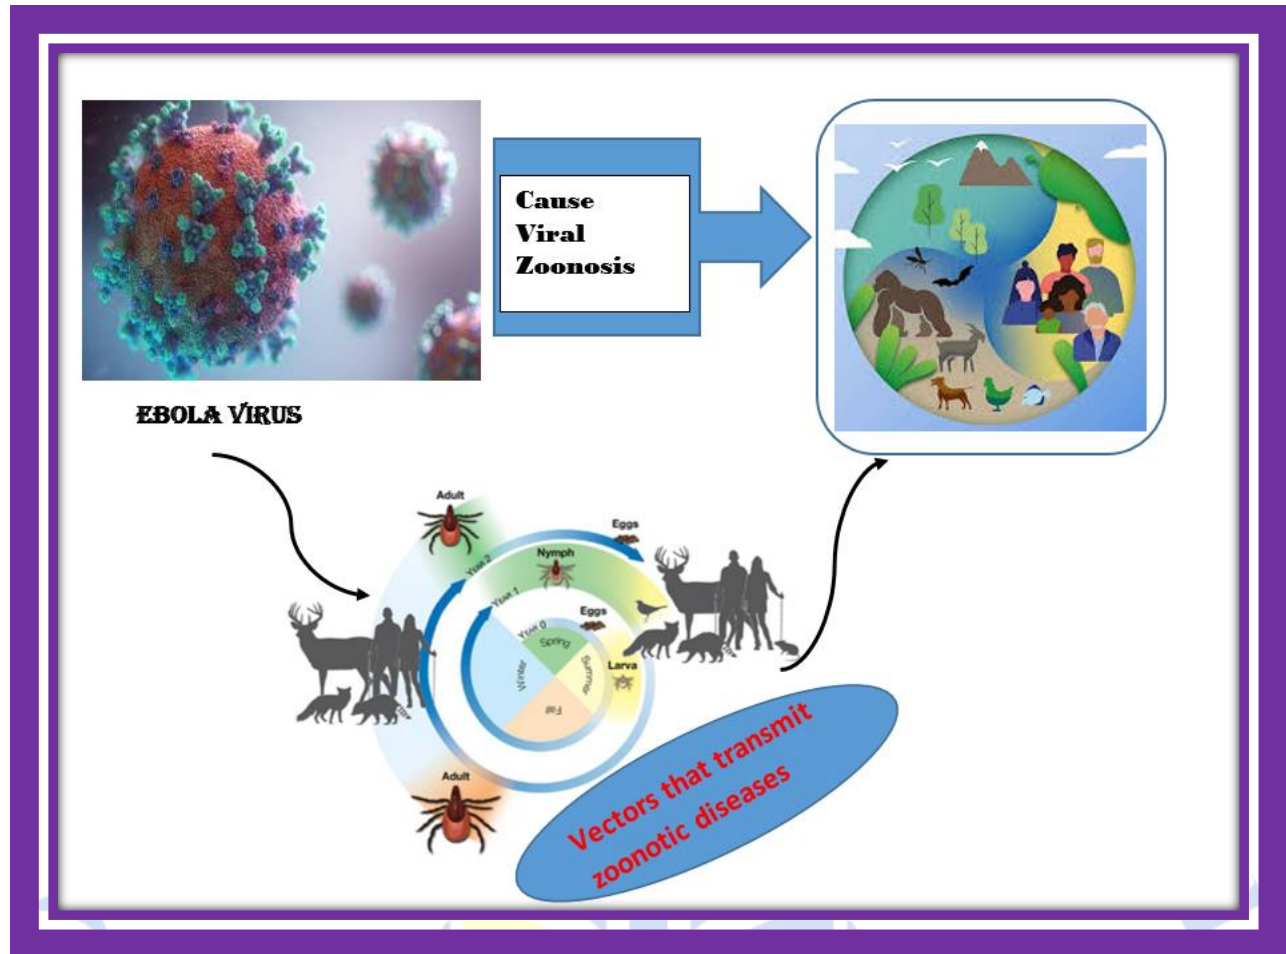 Cause
Viral
Zoonosis
EBOLA VIRUS
Adult
Eggs
Nymph
YEAR 2
YEAR 1
Eggs
YEAR 0
Spring
Winter
Summer
Larva
Fall
Adult
Vectors that transmit
zoonotic diseases